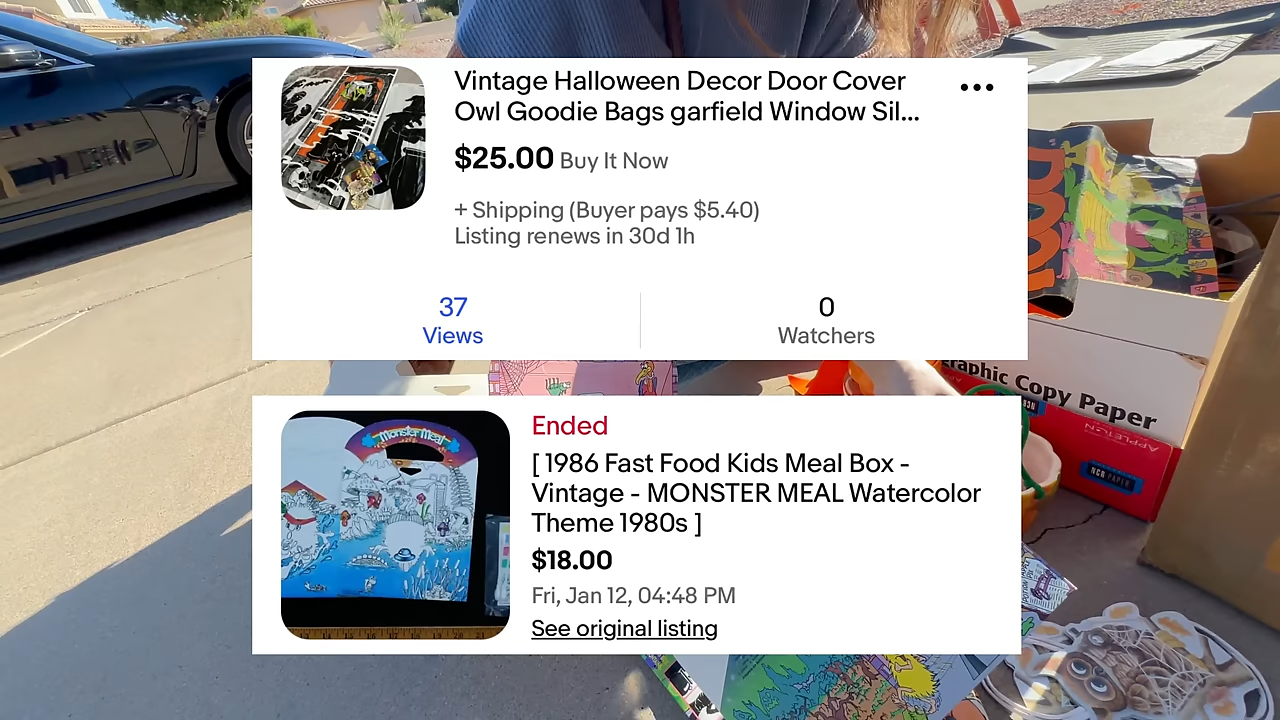 Vintage Halloween Decor Door Cover
Owl Goodie Bags garfield Window Sil...
$25.00 Buy It Now
+ Shipping (Buyer pays $5.40)
Listing renews in 30d 1h
37
Views
0
Watchers
raphic Copy Paper
APPLETON
NCR PAPER
Ended
[ 1986 Fast Food Kids Meal Box -
Vintage - MONSTER MEAL Watercolor
Theme 1980s ]
$18.00
Fri, Jan 12, 04:48 PM
See original listing
Monster Meal